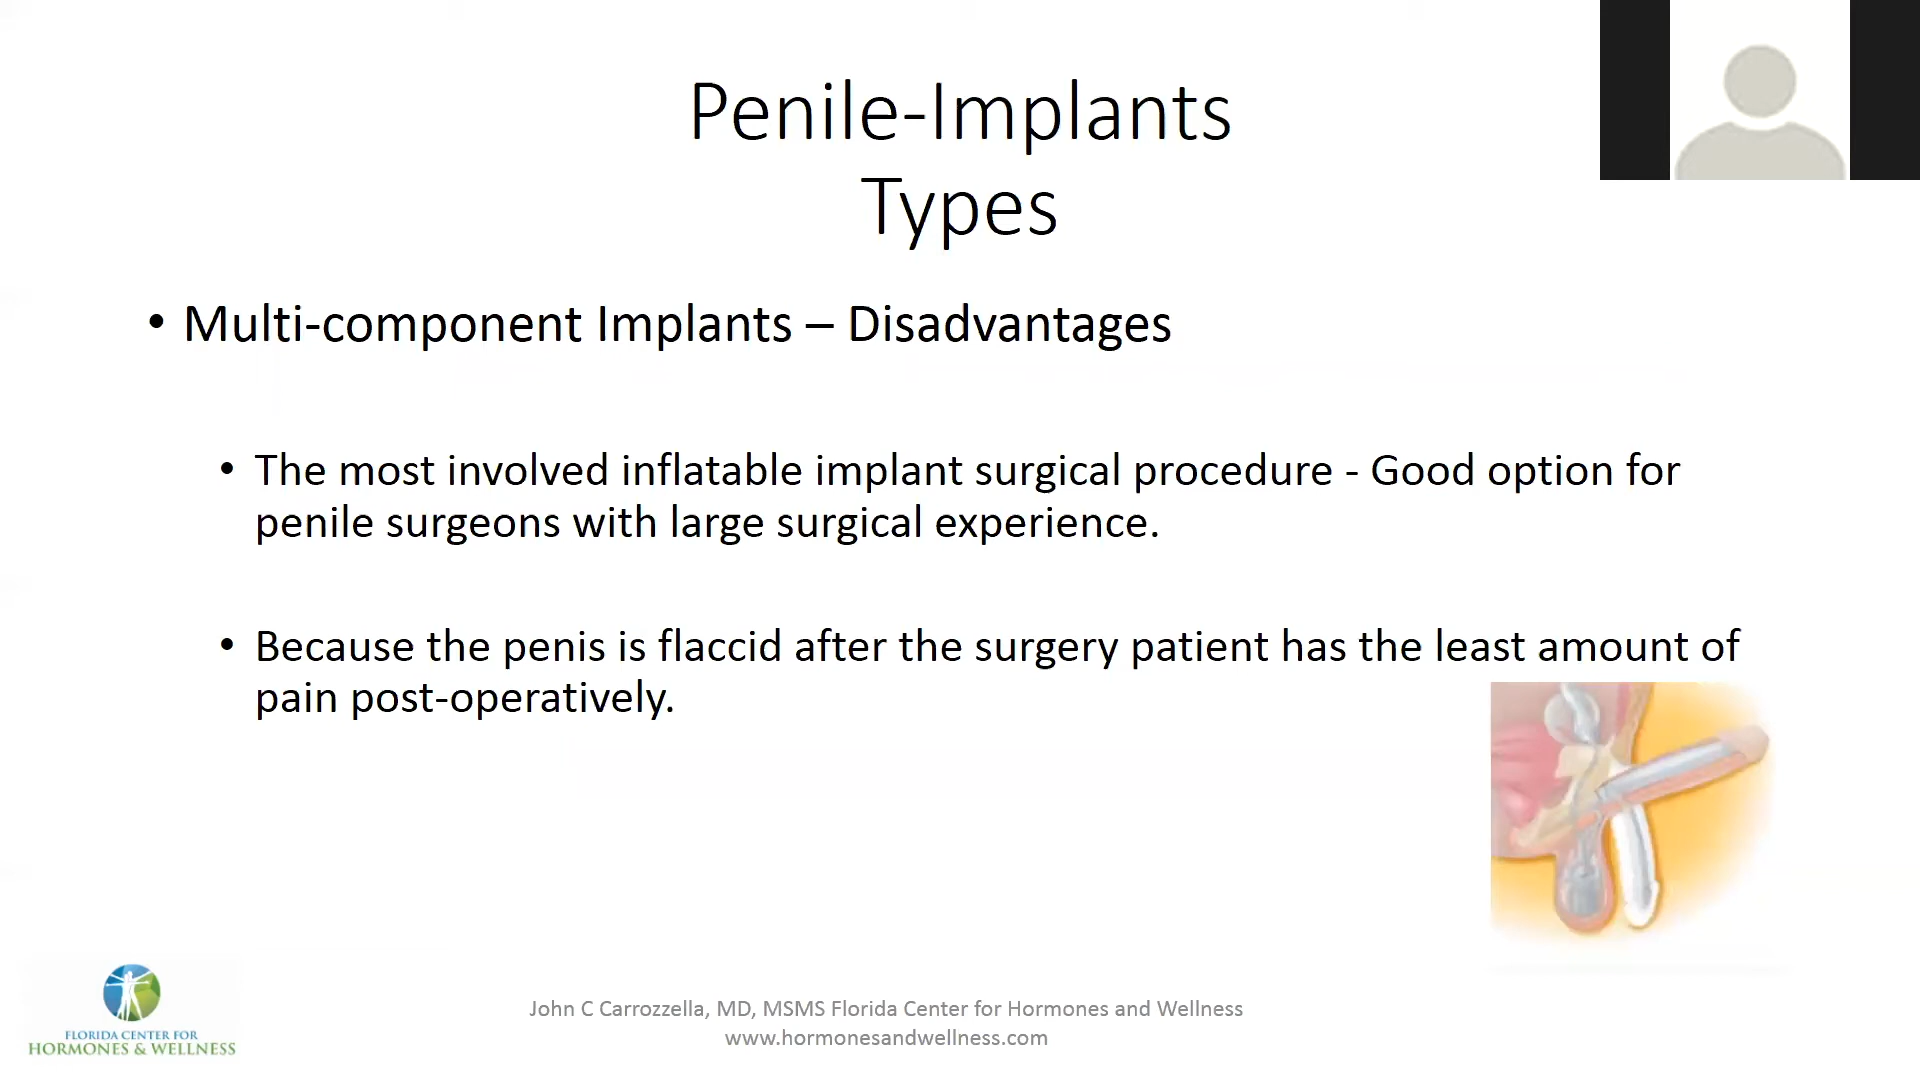 Penile-Implants
Types
• Multi-component Implants – Disadvantages
• The most involved inflatable implant surgical procedure - Good option for
penile surgeons with large surgical experience.
• Because the penis is flaccid after the surgery patient has the least amount of
pain post-operatively.
FLORIDA CENTER FOR
HORMONES & WELLNESS
John C Carrozzella, MD, MSMS Florida Center for Hormones and Wellness
www.hormonesandwellness.com